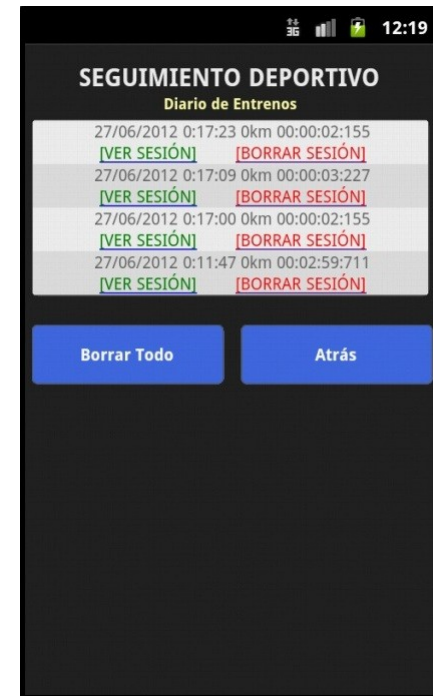 3G 12:19
SEGUIMIENTO DEPORTIVO
Diario de Entrenos
27/06/2012 0:17:23 0km 00:00:02:155
[VER SESIÓN] [BORRAR SESIÓN]
27/06/2012 0:17:09 0km 00:00:03:227
[VER SESIÓN] [BORRAR SESIÓN]
27/06/2012 0:17:00 0km 00:00:02:155
[VER SESIÓN] [BORRAR SESIÓN]
27/06/2012 0:11:47 0km 00:02:59:711
[VER SESIÓN] [BORRAR SESIÓN]
Borrar Todo Atrás